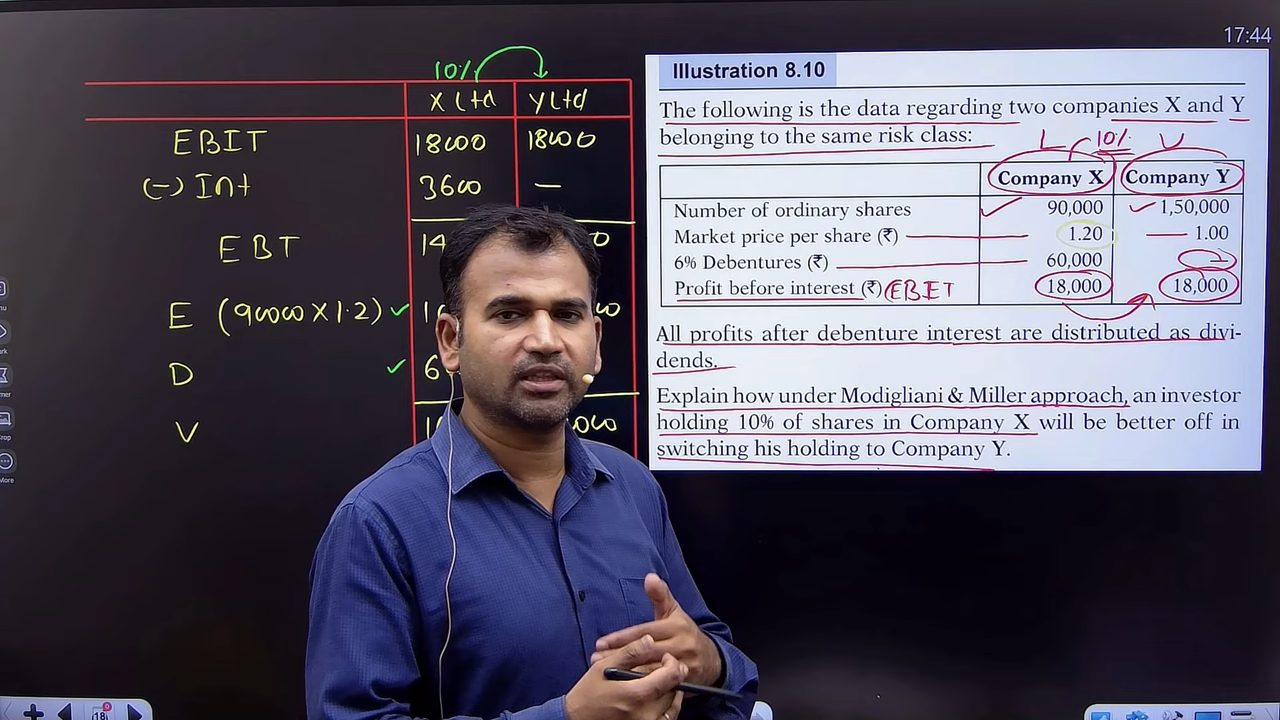 17:44
10%
X Ltd Y Ltd
EBIT 18000 18000
(-) Int 3600 —
EBT
E (90000 X 1.2)
D
V
Illustration 8.10
The following is the data regarding two companies X and Y
belonging to the same risk class:
L 10% U
Company X Company Y
Number of ordinary shares 90,000 1,50,000
Market price per share (₹) 1.20 1.00
6% Debentures (₹) 60,000 —
Profit before interest (₹) EBIT 18,000 18,000
All profits after debenture interest are distributed as divi-
dends.
Explain how under Modigliani & Miller approach, an investor
holding 10% of shares in Company X will be better off in
switching his holding to Company Y.
More
18